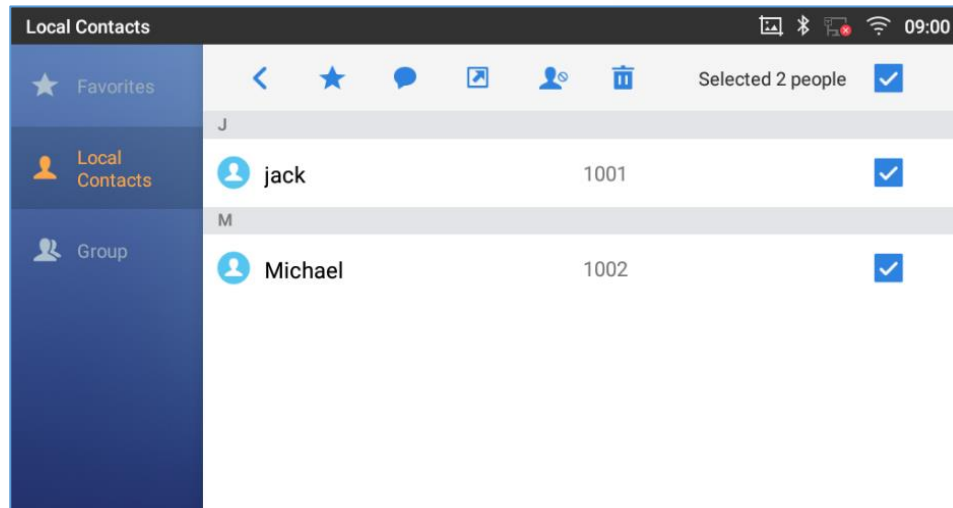 Local Contacts
09:00
Favorites
Selected 2 people
J
Local
Contacts
jack
1001
M
Group
Michael
1002